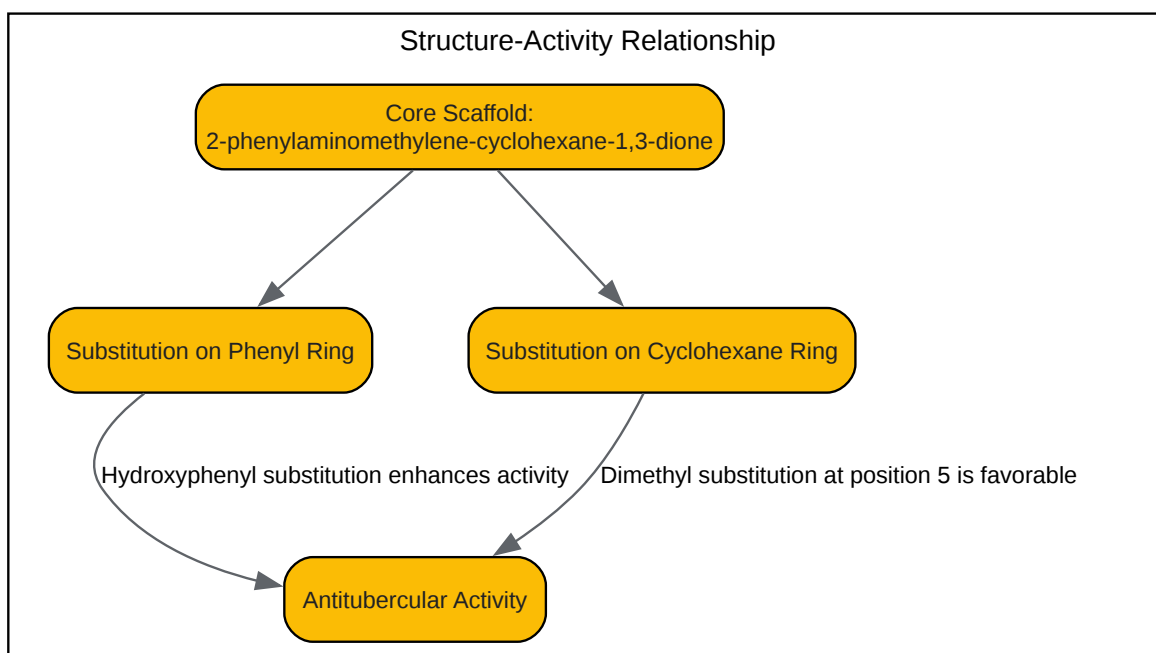 Structure-Activity Relationship
Core Scaffold:
2-phenylaminomethylene-cyclohexane-1,3-dione
Substitution on Phenyl Ring
Substitution on Cyclohexane Ring
Hydroxyphenyl substitution enhances activity
Dimethyl substitution at position 5 is favorable
Antitubercular Activity